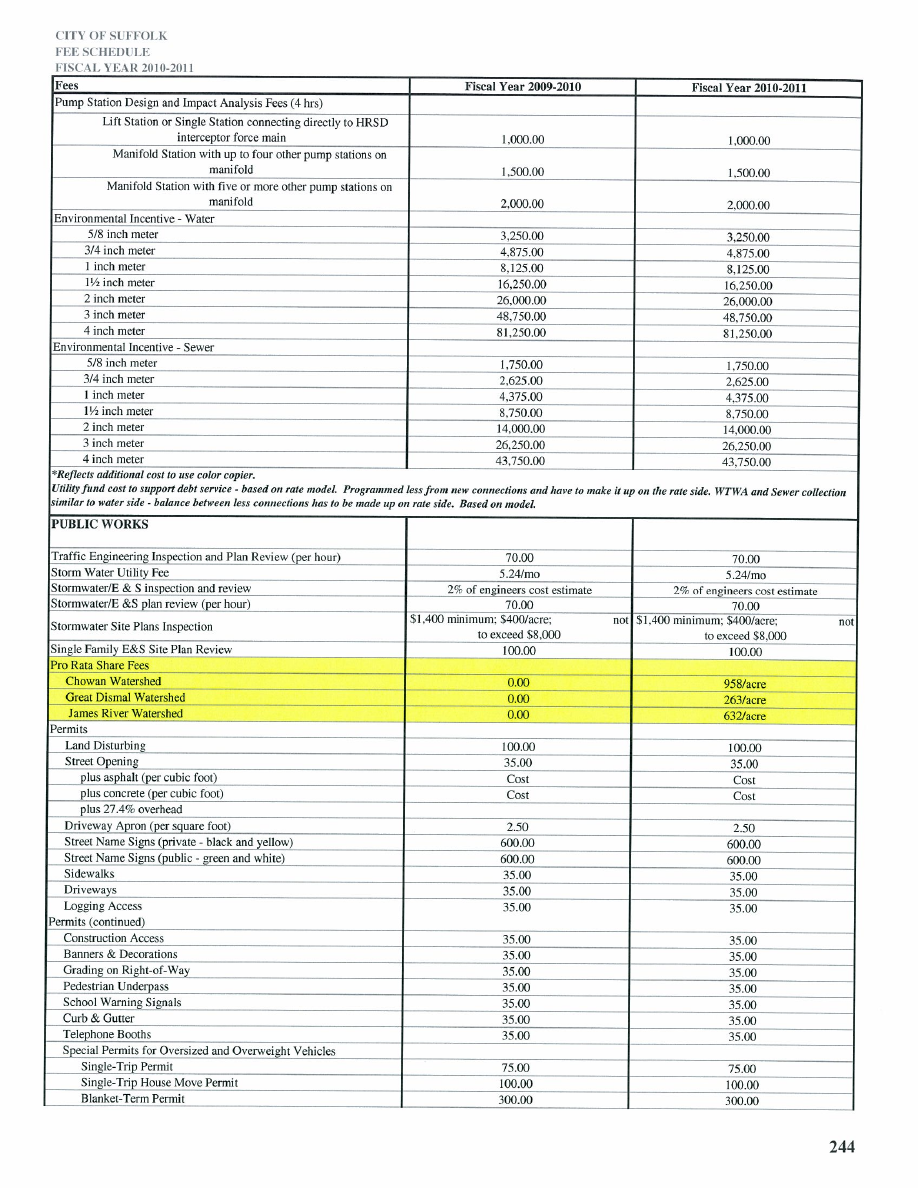 CITY OF SUFFOLK
FEE SCHEDULE
FISCAL YEAR 2010-2011
Fees Fiscal Year 2009-2010 Fiscal Year 2010-2011
Pump Station Design and Impact Analysis Fees (4 hrs)
Lift Station or Single Station connecting directly to HRSD
interceptor force main 1,000.00 1,000.00
Manifold Station with up to four other pump stations on
manifold 1,500.00 1,500.00
Manifold Station with five or more other pump stations on
manifold 2,000.00 2,000.00
Environmental Incentive - Water
5/8 inch meter 3,250.00 3,250.00
3/4 inch meter 4,875.00 4,875.00
1 inch meter 8,125.00 8,125.00
1½ inch meter 16,250.00 16,250.00
2 inch meter 26,000.00 26,000.00
3 inch meter 48,750.00 48,750.00
4 inch meter 81,250.00 81,250.00
Environmental Incentive - Sewer
5/8 inch meter 1,750.00 1,750.00
3/4 inch meter 2,625.00 2,625.00
1 inch meter 4,375.00 4,375.00
1½ inch meter 8,750.00 8,750.00
2 inch meter 14,000.00 14,000.00
3 inch meter 26,250.00 26,250.00
4 inch meter 43,750.00 43,750.00
*Reflects additional cost to use color copier.
Utility fund cost to support debt service - based on rate model. Programmed less from new connections and have to make it up on the rate side. WTWA and Sewer collection
similar to water side - balance between less connections has to be made up on rate side. Based on model.
PUBLIC WORKS
Traffic Engineering Inspection and Plan Review (per hour) 70.00 70.00
Storm Water Utility Fee 5.24/mo 5.24/mo
Stormwater/E & S inspection and review 2% of engineers cost estimate 2% of engineers cost estimate
Stormwater/E &S plan review (per hour) 70.00 70.00
Stormwater Site Plans Inspection $1,400 minimum; $400/acre; not to exceed $8,000 $1,400 minimum; $400/acre; not to exceed $8,000
Single Family E&S Site Plan Review 100.00 100.00
Pro Rata Share Fees
Chowan Watershed 0.00 958/acre
Great Dismal Watershed 0.00 263/acre
James River Watershed 0.00 632/acre
Permits
Land Disturbing 100.00 100.00
Street Opening 35.00 35.00
plus asphalt (per cubic foot) Cost Cost
plus concrete (per cubic foot) Cost Cost
plus 27.4% overhead
Driveway Apron (per square foot) 2.50 2.50
Street Name Signs (private - black and yellow) 600.00 600.00
Street Name Signs (public - green and white) 600.00 600.00
Sidewalks 35.00 35.00
Driveways 35.00 35.00
Logging Access 35.00 35.00
Permits (continued)
Construction Access 35.00 35.00
Banners & Decorations 35.00 35.00
Grading on Right-of-Way 35.00 35.00
Pedestrian Underpass 35.00 35.00
School Warning Signals 35.00 35.00
Curb & Gutter 35.00 35.00
Telephone Booths 35.00 35.00
Special Permits for Oversized and Overweight Vehicles
Single-Trip Permit 75.00 75.00
Single-Trip House Move Permit 100.00 100.00
Blanket-Term Permit 300.00 300.00
244